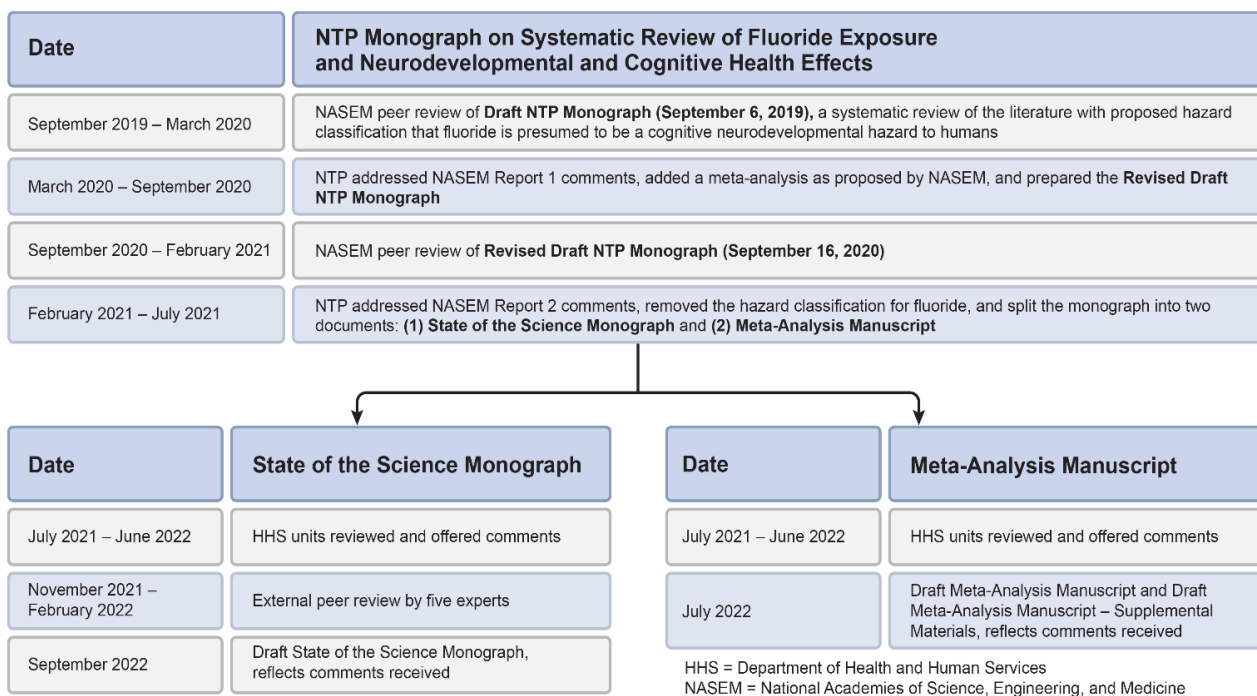 Date
NTP Monograph on Systematic Review of Fluoride Exposure
and Neurodevelopmental and Cognitive Health Effects
September 2019 – March 2020
NASEM peer review of Draft NTP Monograph (September 6, 2019), a systematic review of the literature with proposed hazard
classification that fluoride is presumed to be a cognitive neurodevelopmental hazard to humans
March 2020 – September 2020
NTP addressed NASEM Report 1 comments, added a meta-analysis as proposed by NASEM, and prepared the Revised Draft
NTP Monograph
September 2020 – February 2021
NASEM peer review of Revised Draft NTP Monograph (September 16, 2020)
February 2021 – July 2021
NTP addressed NASEM Report 2 comments, removed the hazard classification for fluoride, and split the monograph into two
documents: (1) State of the Science Monograph and (2) Meta-Analysis Manuscript
Date
State of the Science Monograph
July 2021 – June 2022
HHS units reviewed and offered comments
November 2021 –
February 2022
External peer review by five experts
September 2022
Draft State of the Science Monograph,
reflects comments received
Date
Meta-Analysis Manuscript
July 2021 – June 2022
HHS units reviewed and offered comments
July 2022
Draft Meta-Analysis Manuscript and Draft
Meta-Analysis Manuscript – Supplemental
Materials, reflects comments received
HHS = Department of Health and Human Services
NASEM = National Academies of Science, Engineering, and Medicine